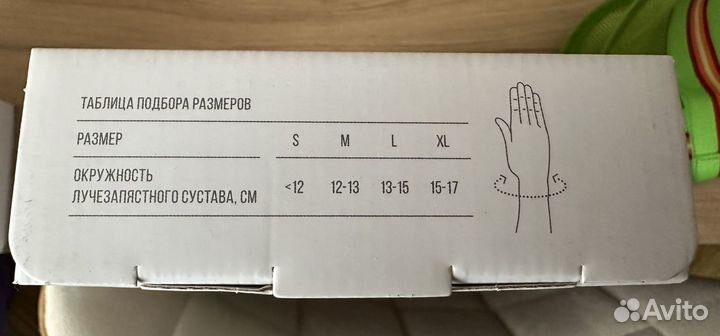 ТАБЛИЦА ПОДБОРА РАЗМЕРОВ
РАЗМЕР S M L XL
ОКРУЖНОСТЬ
ЛУЧЕЗАПЯСТНОГО СУСТАВА, СМ <12 12-13 13-15 15-17
Avito